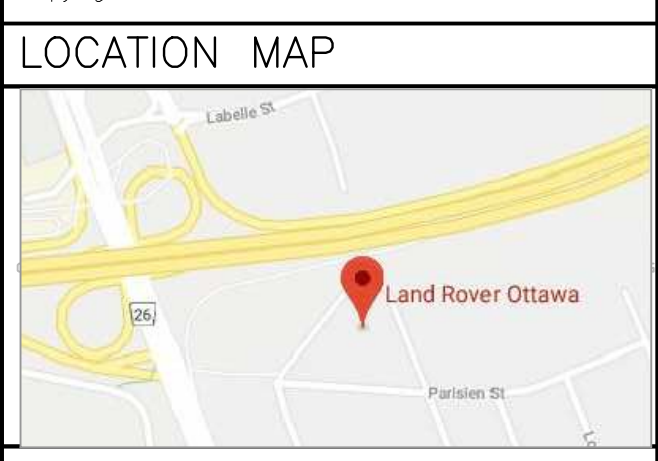 LOCATION MAP
Labelle St
Land Rover Ottawa
26
Parisien St